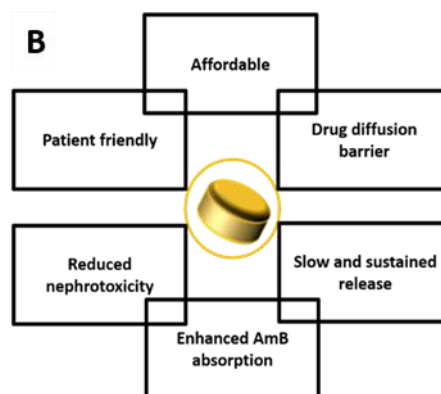 B
Affordable
Patient friendly
Drug diffusion
barrier
Reduced
nephrotoxicity
Slow and sustained
release
Enhanced AmB
absorption